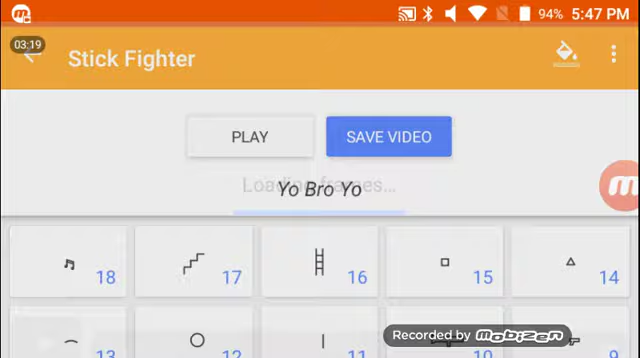 94% 5:47 PM
03:19
Stick Fighter
PLAY SAVE VIDEO
Loading frames...
Yo Bro Yo
18 17 16 15 14
13 12 11 9
Recorded by mobizen